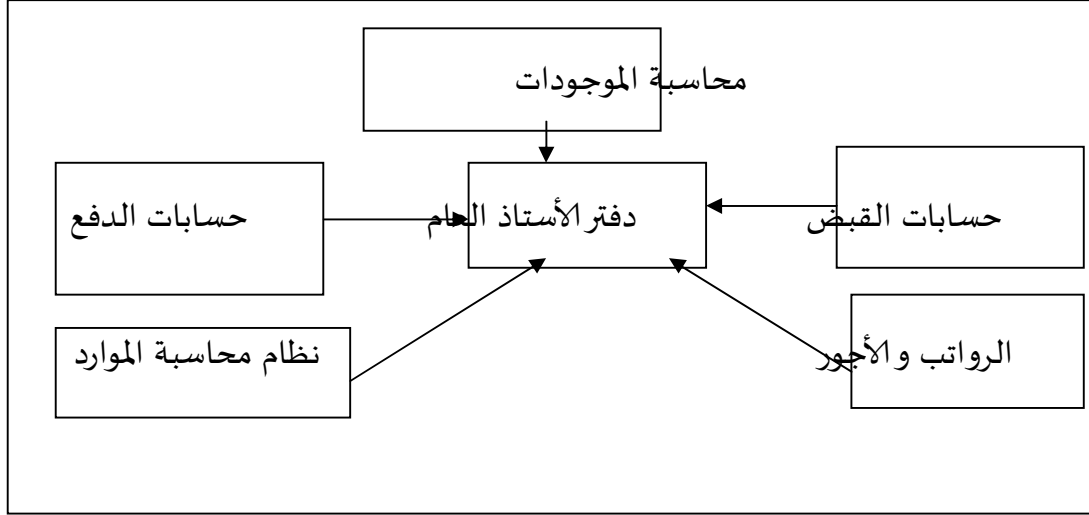 محاسبة الموجودات
حسابات القبض
دفتر الأستاذ العام
حسابات الدفع
الرواتب والأجور
نظام محاسبة الموارد